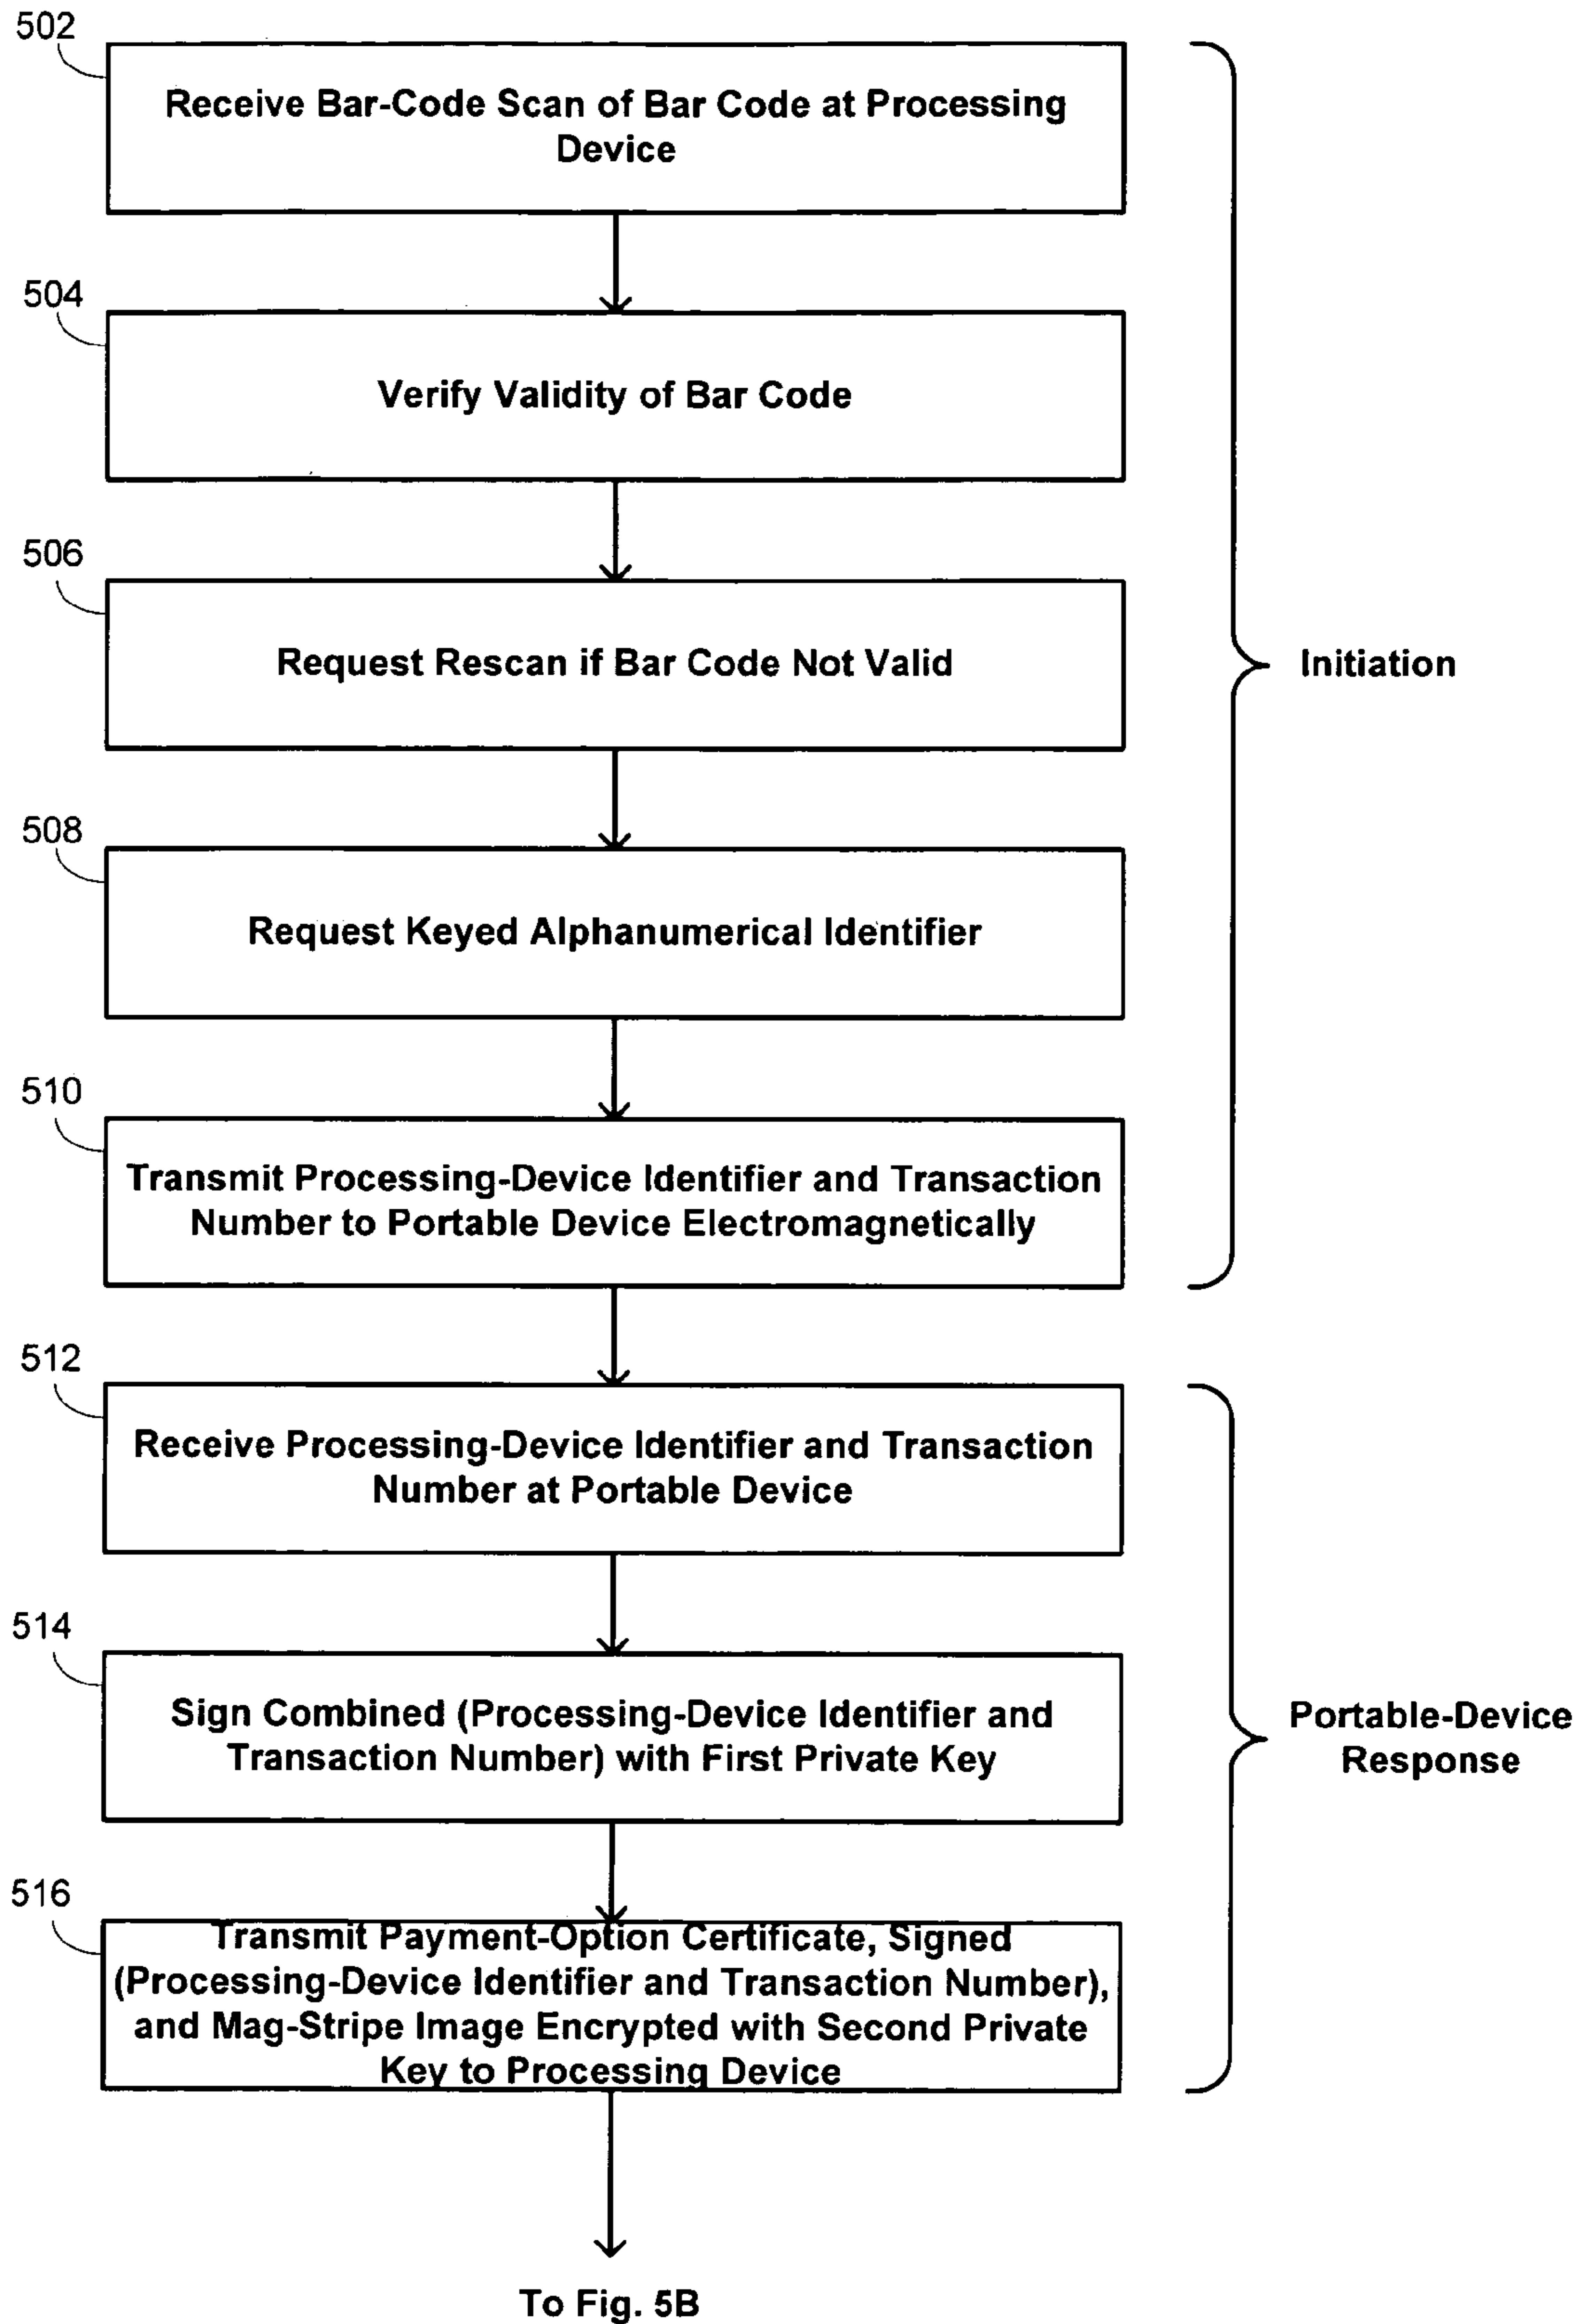 502
Receive Bar-Code Scan of Bar Code at Processing
Device
504
Verify Validity of Bar Code
506
Request Rescan if Bar Code Not Valid
Initiation
508
Request Keyed Alphanumerical Identifier
510
Transmit Processing-Device Identifier and Transaction
Number to Portable Device Electromagnetically
512
Receive Processing-Device Identifier and Transaction
Number at Portable Device
514
Sign Combined (Processing-Device Identifier and
Transaction Number) with First Private Key
Portable-Device
Response
516
Transmit Payment-Option Certificate, Signed
(Processing-Device Identifier and Transaction Number),
and Mag-Stripe Image Encrypted with Second Private
Key to Processing Device
To Fig. 5B